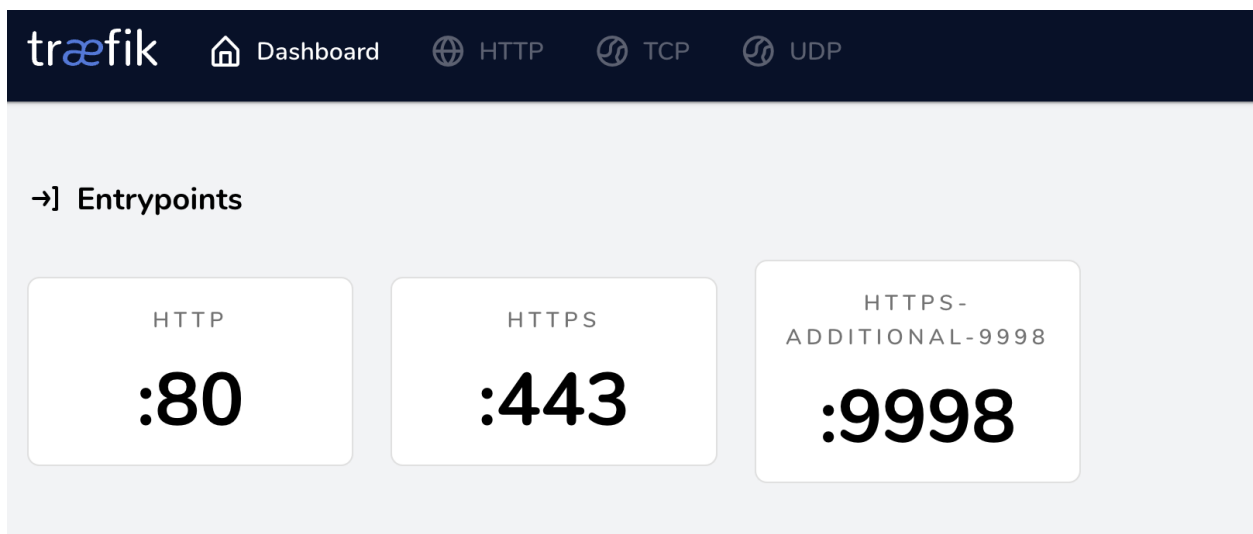 træfik Dashboard HTTP TCP UDP
Entrypoints
HTTP
:80
HTTPS
:443
HTTPS-
ADDITIONAL-9998
:9998